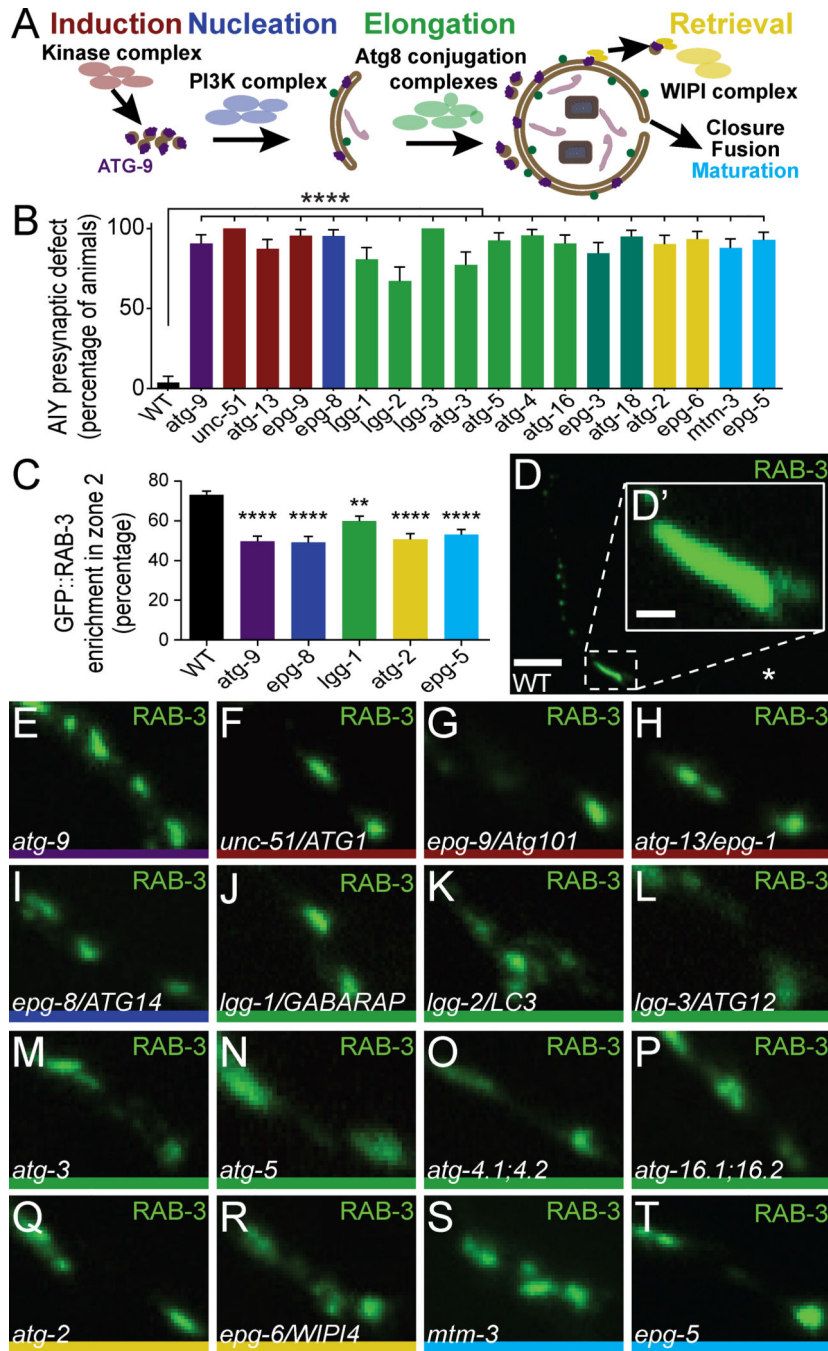 A
Induction Nucleation Elongation Retrieval
Kinase complex
PI3K complex
Atg8 conjugation
complexes
WIPI complex
ATG-9
Closure
Fusion
Maturation
B
****
AIY presynaptic defect
(percentage of animals)
100
50
0
WT
atg-9
unc-51
atg-13
epg-9
epg-8
lgg-1
lgg-2
lgg-3
atg-3
atg-5
atg-4
atg-16
epg-3
atg-18
atg-2
epg-6
mtm-3
epg-5
C
GFP::RAB-3
enrichment in zone 2
(percentage)
80
60
40
20
0
**** **** ** **** ****
WT
atg-9
epg-8
lgg-1
atg-2
epg-5
D RAB-3
D'
WT
*
E RAB-3
atg-9
F RAB-3
unc-51/ATG1
G RAB-3
epg-9/Atg101
H RAB-3
atg-13/epg-1
I RAB-3
epg-8/ATG14
J RAB-3
lgg-1/GABARAP
K RAB-3
lgg-2/LC3
L RAB-3
lgg-3/ATG12
M RAB-3
atg-3
N RAB-3
atg-5
O RAB-3
atg-4.1;4.2
P RAB-3
atg-16.1;16.2
Q RAB-3
atg-2
R RAB-3
epg-6/WIPI4
S RAB-3
mtm-3
T RAB-3
epg-5